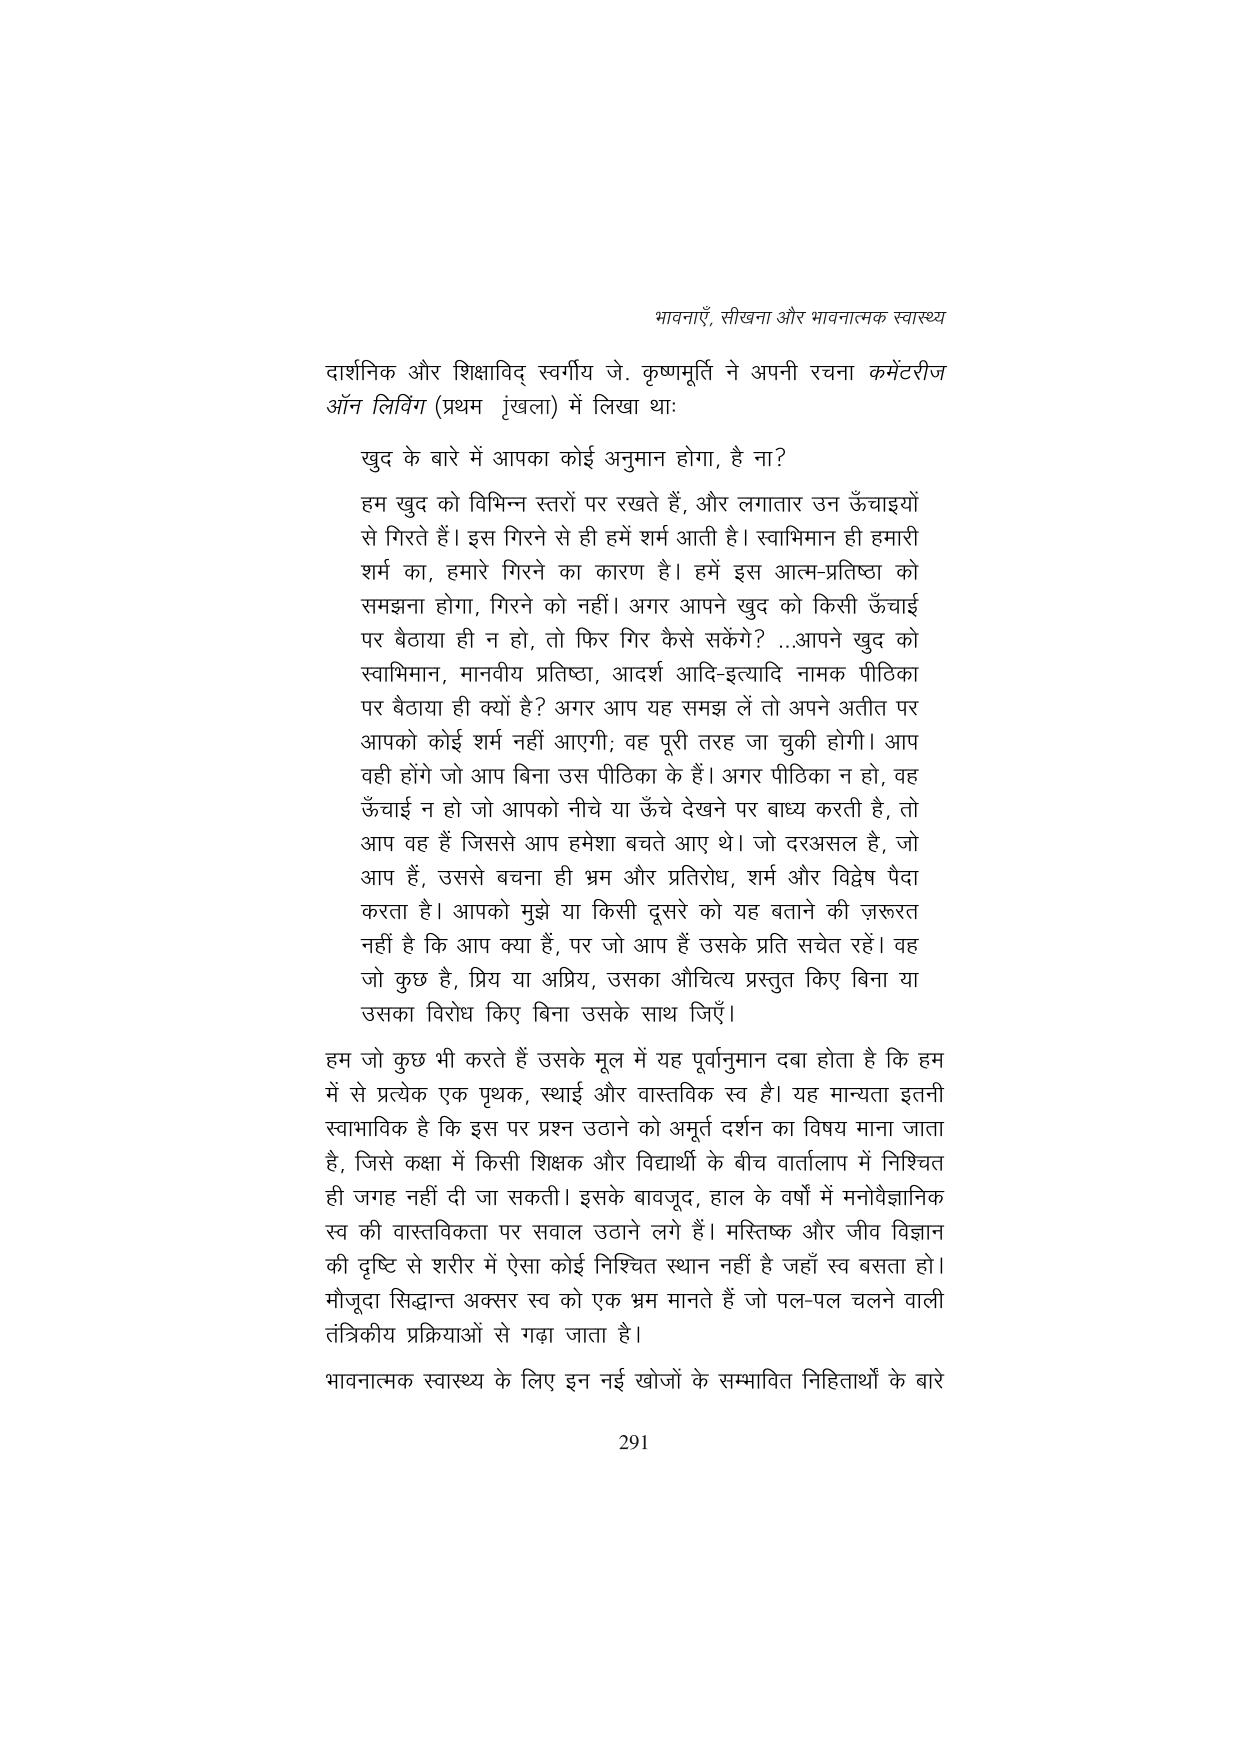 भावनाएँ, सीखना और भावनात्मक स्वास्थ्य
दार्शनिक और शिक्षाविद् स्वर्गीय जे. कृष्णमूर्ति ने अपनी रचना कमेंटरीज
ऑन लिविंग (प्रथम ृंखला) में लिखा थाः
खुद के बारे में आपका कोई अनुमान होगा, है ना?
हम खुद को विभिन्न स्तरों पर रखते हैं, और लगातार उन ऊँचाइयों
से गिरते हैं। इस गिरने से ही हमें शर्म आती है। स्वाभिमान ही हमारी
शर्म का, हमारे गिरने का कारण है। हमें इस आत्म-प्रतिष्ठा को
समझना होगा, गिरने को नहीं। अगर आपने खुद को किसी ऊँचाई
पर बैठाया ही न हो, तो फिर गिर कैसे सकेंगे? ...आपने खुद को
स्वाभिमान, मानवीय प्रतिष्ठा, आदर्श आदि-इत्यादि नामक पीठिका
पर बैठाया ही क्यों है? अगर आप यह समझ लें तो अपने अतीत पर
आपको कोई शर्म नहीं आएगी; वह पूरी तरह जा चुकी होगी। आप
वही होंगे जो आप बिना उस पीठिका के हैं। अगर पीठिका न हो, वह
ऊँचाई न हो जो आपको नीचे या ऊँचे देखने पर बाध्य करती है, तो
आप वह हैं जिससे आप हमेशा बचते आए थे। जो दरअसल है, जो
आप हैं, उससे बचना ही भ्रम और प्रतिरोध, शर्म और विद्वेष पैदा
करता है। आपको मुझे या किसी दूसरे को यह बताने की ज़रूरत
नहीं है कि आप क्या हैं, पर जो आप हैं उसके प्रति सचेत रहें। वह
जो कुछ है, प्रिय या अप्रिय, उसका औचित्य प्रस्तुत किए बिना या
उसका विरोध किए बिना उसके साथ जिएँ।
हम जो कुछ भी करते हैं उसके मूल में यह पूर्वानुमान दबा होता है कि हम
में से प्रत्येक एक पृथक, स्थाई और वास्तविक स्व है। यह मान्यता इतनी
स्वाभाविक है कि इस पर प्रश्न उठाने को अमूर्त दर्शन का विषय माना जाता
है, जिसे कक्षा में किसी शिक्षक और विद्यार्थी के बीच वार्तालाप में निश्चित
ही जगह नहीं दी जा सकती। इसके बावजूद, हाल के वर्षों में मनोवैज्ञानिक
स्व की वास्तविकता पर सवाल उठाने लगे हैं। मस्तिष्क और जीव विज्ञान
की दृष्टि से शरीर में ऐसा कोई निश्चित स्थान नहीं है जहाँ स्व बसता हो।
मौजूदा सिद्धान्त अक्सर स्व को एक भ्रम मानते हैं जो पल-पल चलने वाली
तंत्रिकीय प्रक्रियाओं से गढ़ा जाता है।
भावनात्मक स्वास्थ्य के लिए इन नई खोजों के सम्भावित निहितार्थों के बारे
291